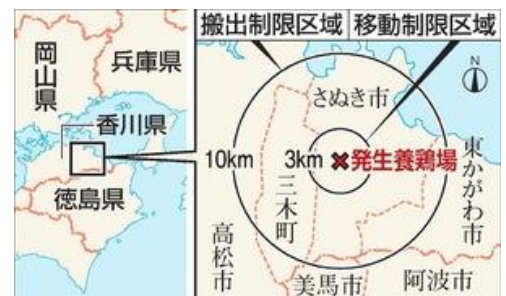 岡山県
兵庫県
香川県
徳島県
搬出制限区域
移動制限区域
N
さぬき市
10km
3km
発生養鶏場
三木町
東かがわ市
高松市
美馬市
阿波市